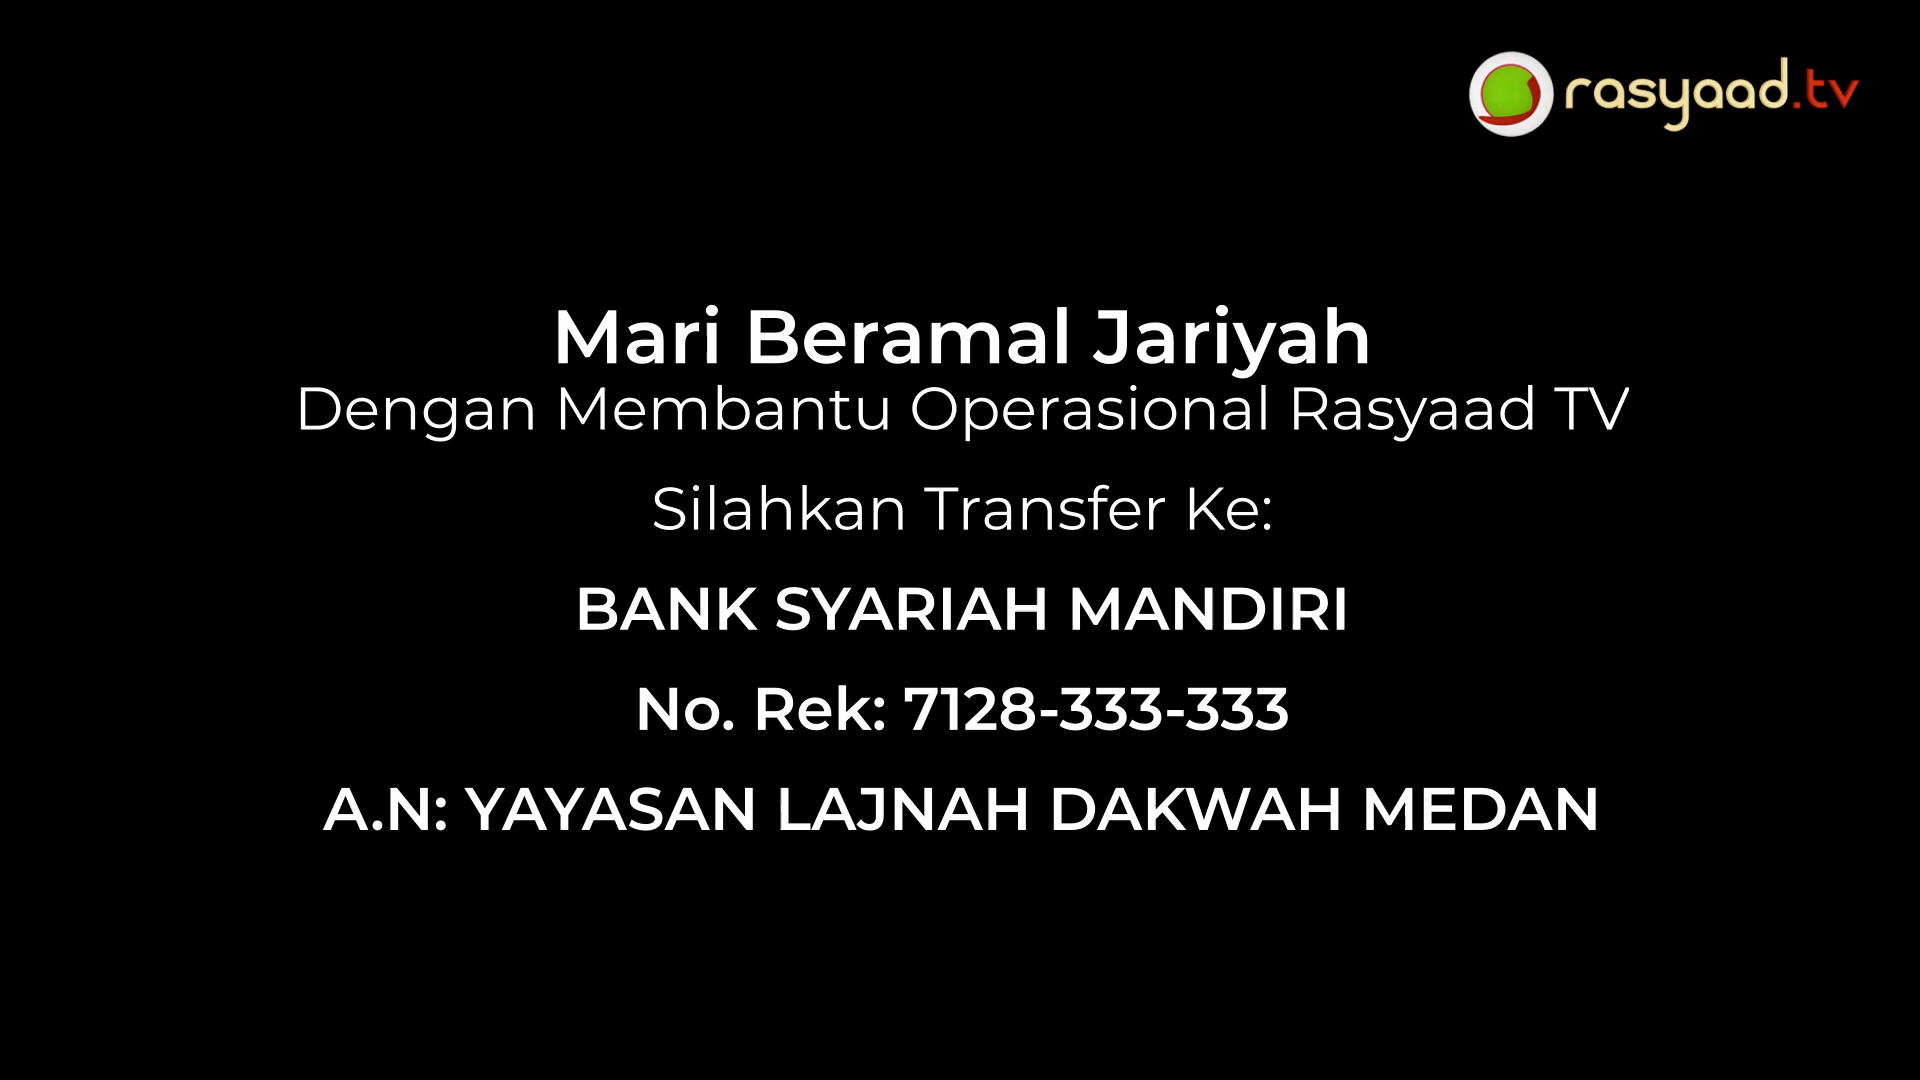 rasyaad.tv
Mari Beramal Jariyah
Dengan Membantu Operasional Rasyaad TV
Silahkan Transfer Ke:
BANK SYARIAH MANDIRI
No. Rek: 7128-333-333
A.N: YAYASAN LAJNAH DAKWAH MEDAN